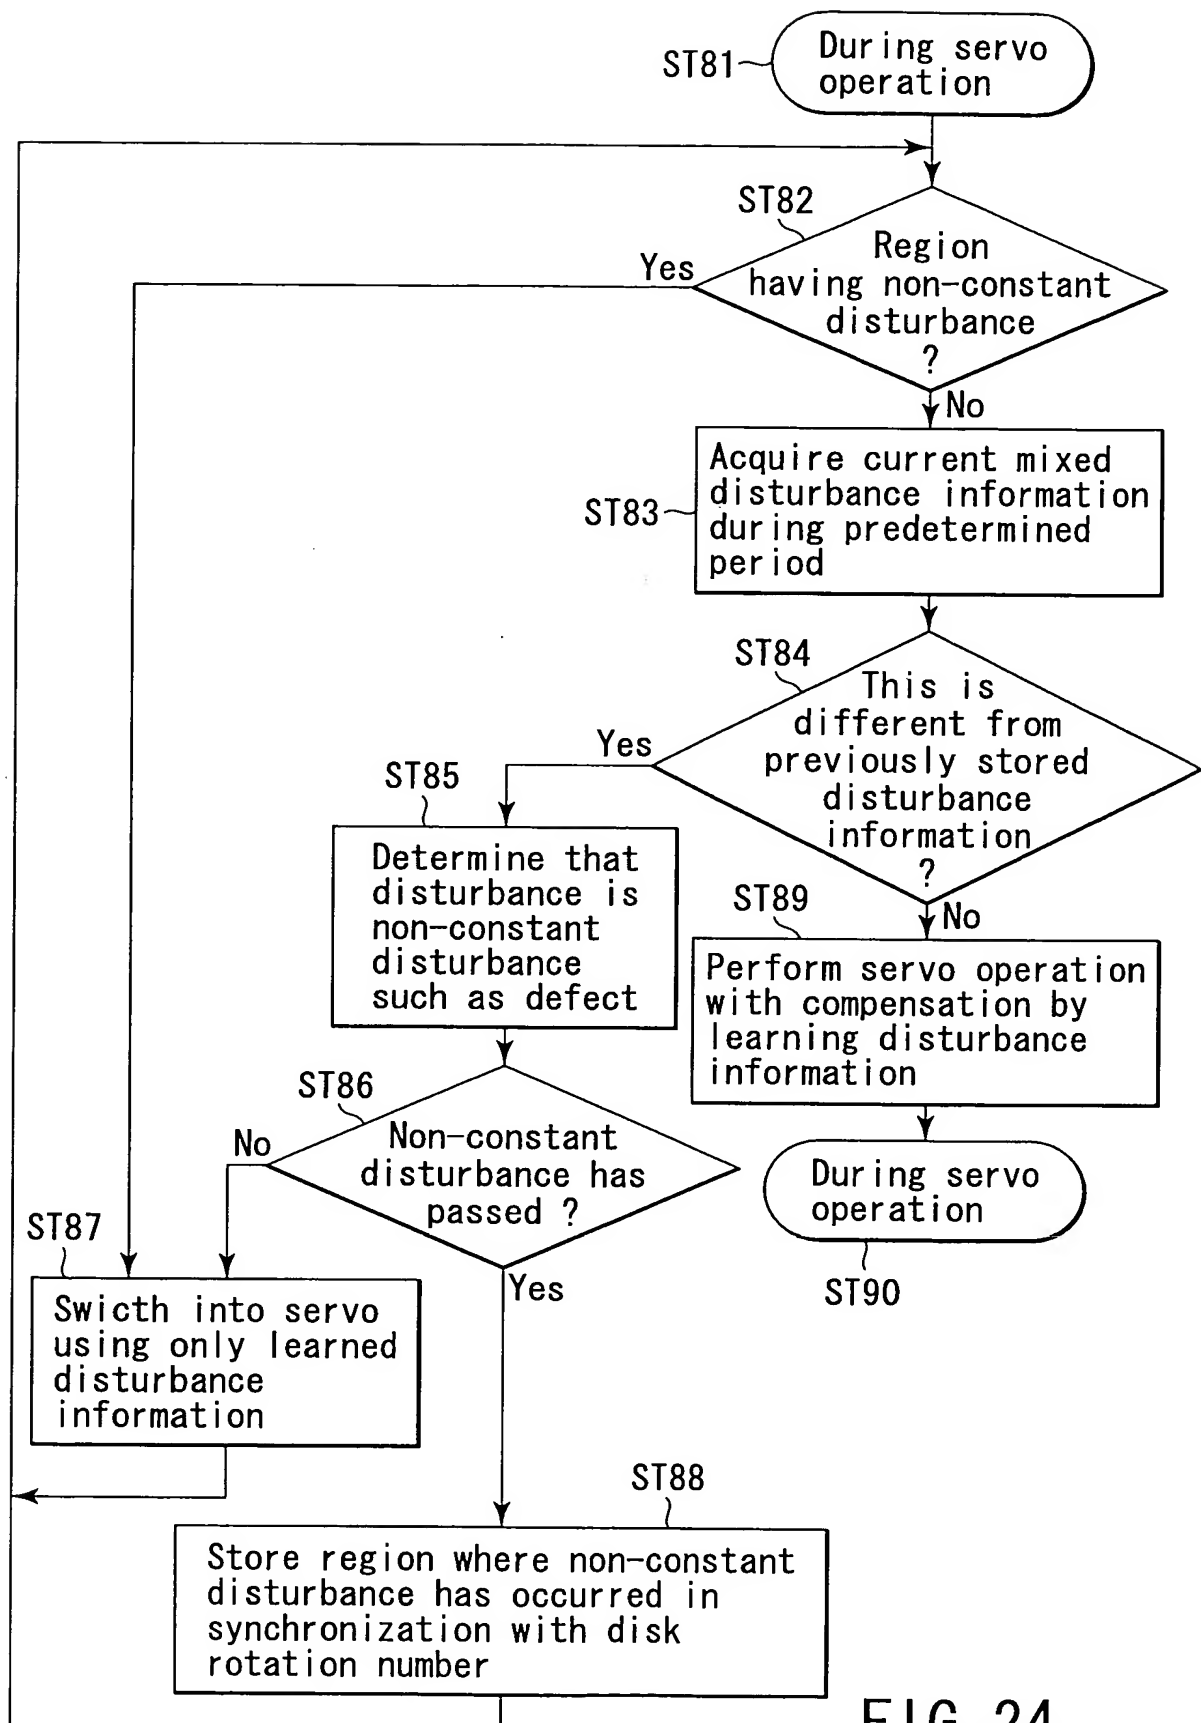 ST81
During servo
operation
ST82
Yes
Region
having non-constant
disturbance
?
No
ST83
Acquire current mixed
disturbance information
during predetermined
period
ST84
Yes
This is
different from
previously stored
disturbance
information
?
No
ST85
Determine that
disturbance is
non-constant
disturbance
such as defect
ST89
Perform servo operation
with compensation by
learning disturbance
information
ST86
No
Non-constant
disturbance has
passed ?
Yes
During servo
operation
ST90
ST87
Swicth into servo
using only learned
disturbance
information
ST88
Store region where non-constant
disturbance has occurred in
synchronization with disk
rotation number
FIG. 24